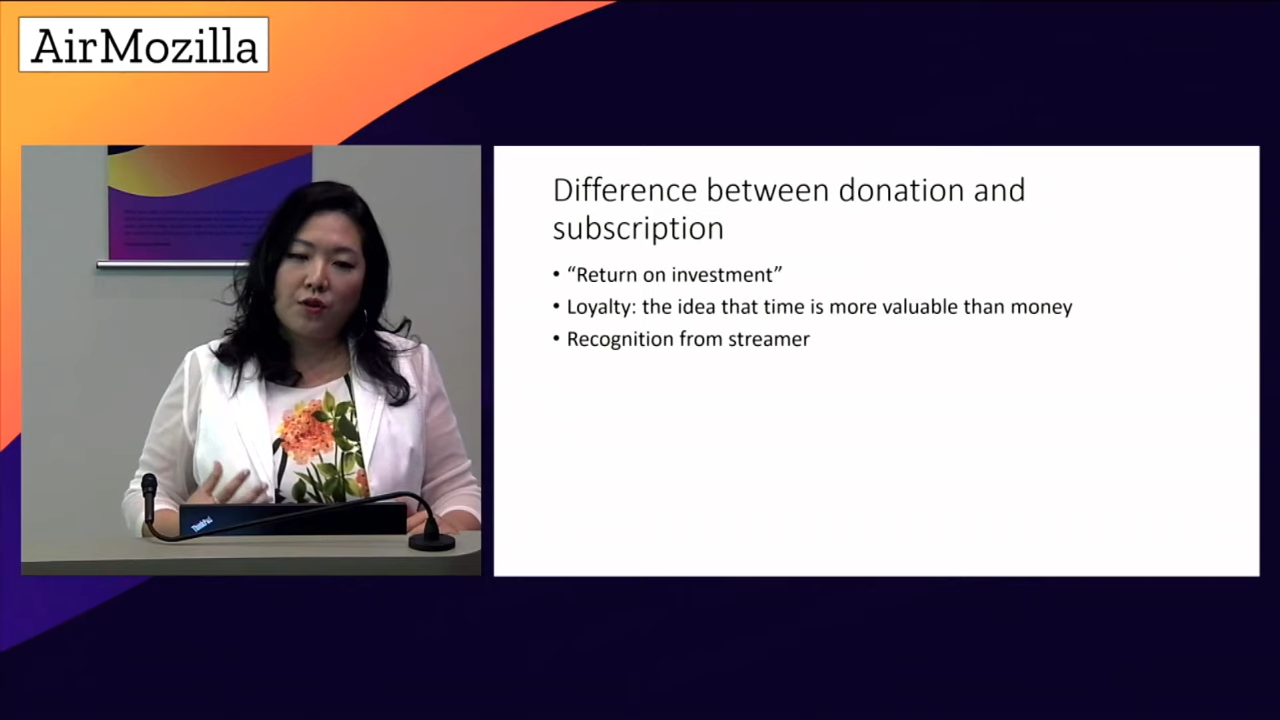 AirMozilla
Difference between donation and
subscription
• “Return on investment”
• Loyalty: the idea that time is more valuable than money
• Recognition from streamer
ThinkPad